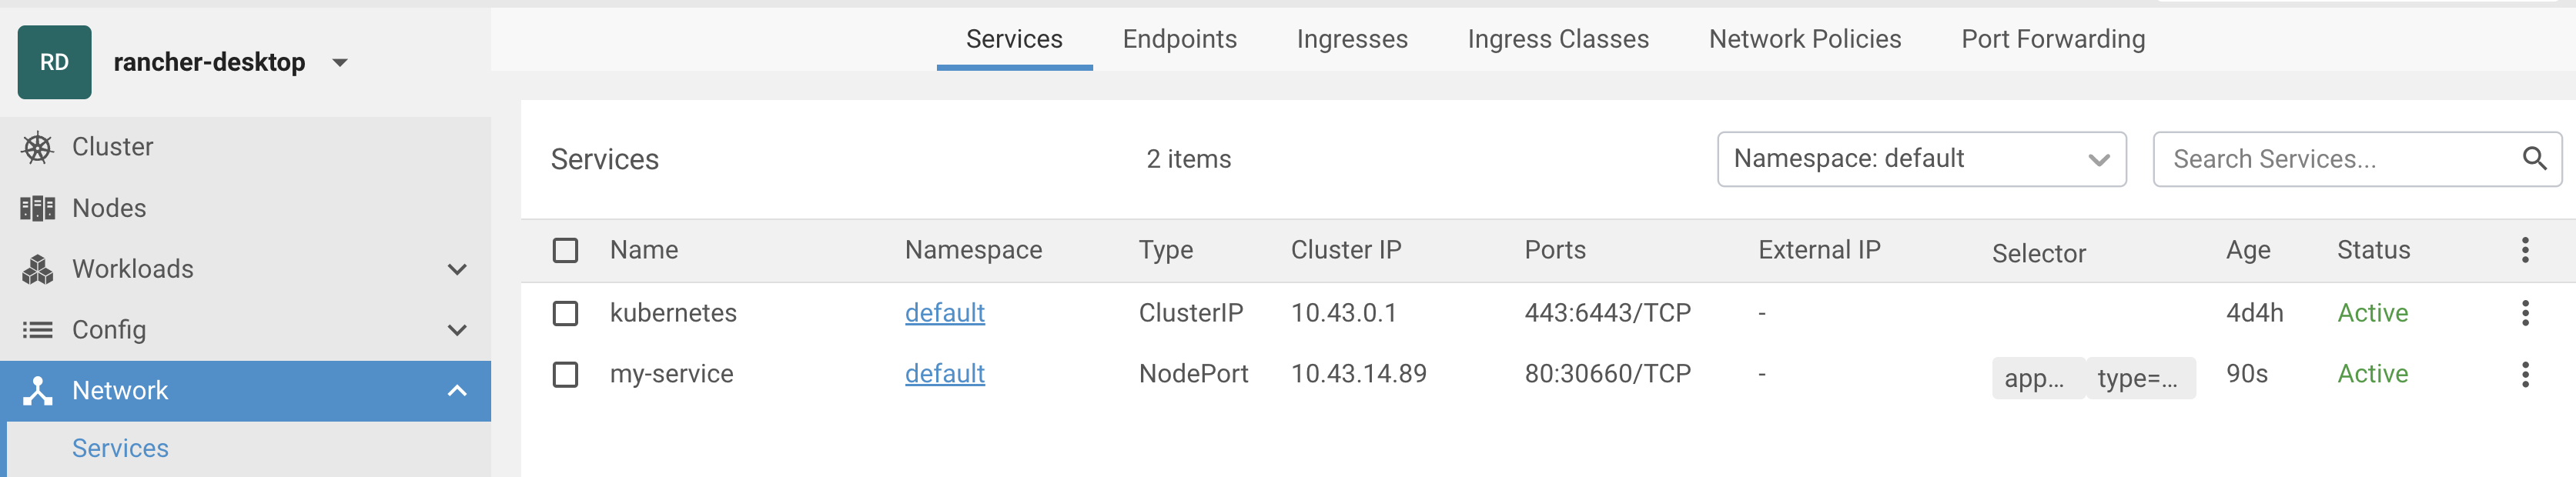 RD rancher-desktop
Services Endpoints Ingresses Ingress Classes Network Policies Port Forwarding
Cluster
Nodes
Workloads
Config
Network
Services
Services 2 items Namespace: default Search Services...
Name Namespace Type Cluster IP Ports External IP Selector Age Status
kubernetes default ClusterIP 10.43.0.1 443:6443/TCP - 4d4h Active
my-service default NodePort 10.43.14.89 80:30660/TCP - app... type=... 90s Active